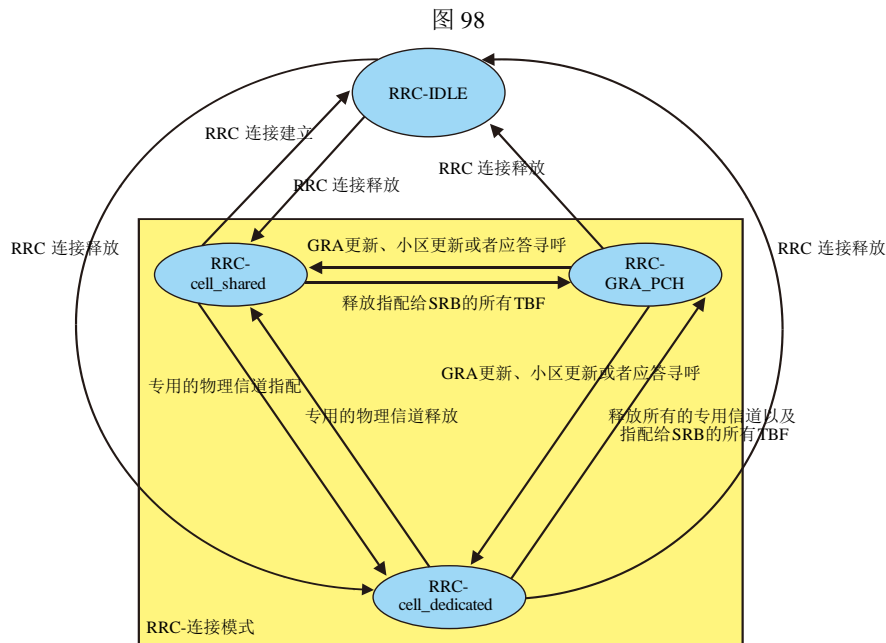 图 98
RRC-IDLE
RRC 连接建立
RRC 连接释放
RRC 连接释放
RRC 连接释放
RRC 连接释放
GRA更新、小区更新或者应答寻呼
RRC-
cell_shared
RRC-
GRA_PCH
释放指配给SRB的所有TBF
专用的物理信道指配
GRA更新、小区更新或者应答寻呼
专用的物理信道释放
释放所有的专用信道以及
指配给SRB的所有TBF
RRC-
cell_dedicated
RRC-连接模式